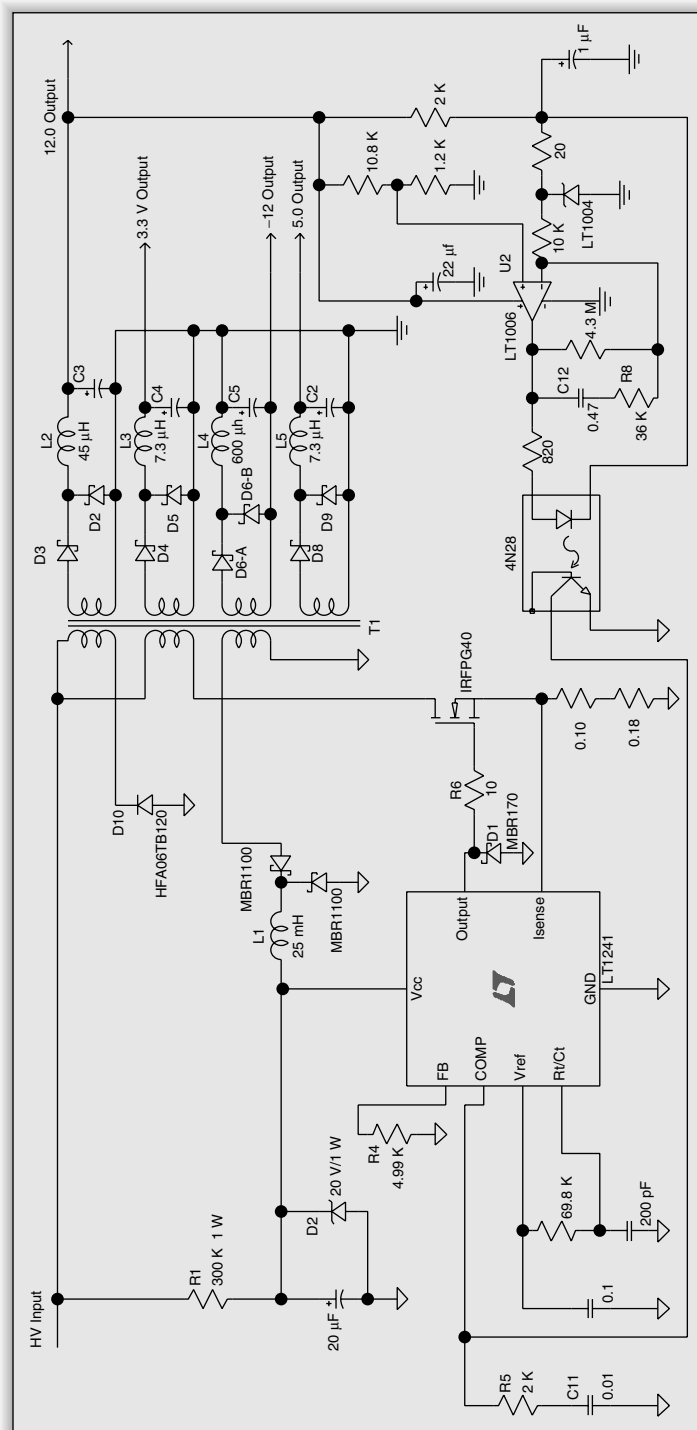 HV Input
R1
300 K 1 W
20 µF
D2
20 V/1 W
R5
2 K
C11
0.01
0.1
69.8 K
200 pF
R4
4.99 K
FB
COMP
Vref
Rt/Ct
Vcc
GND
LT1241
Output
Isense
L1
25 mH
MBR1100
MBR1100
D10
HFA06TB120
D1
MBR170
R6
10
IRFPG40
0.10
0.18
T1
D3
D2
L2
45 µH
C3
12.0 Output
D4
D5
L3
7.3 µH
C4
3.3 V Output
D6-A
D6-B
L4
600 µh
C5
–12 Output
D8
D9
L5
7.3 µH
C2
5.0 Output
4N28
820
C12
0.47
R8
36 K
4.3 M
LT1006
U2
22 µf
10.8 K
1.2 K
2 K
10 K
LT1004
20
1 µF